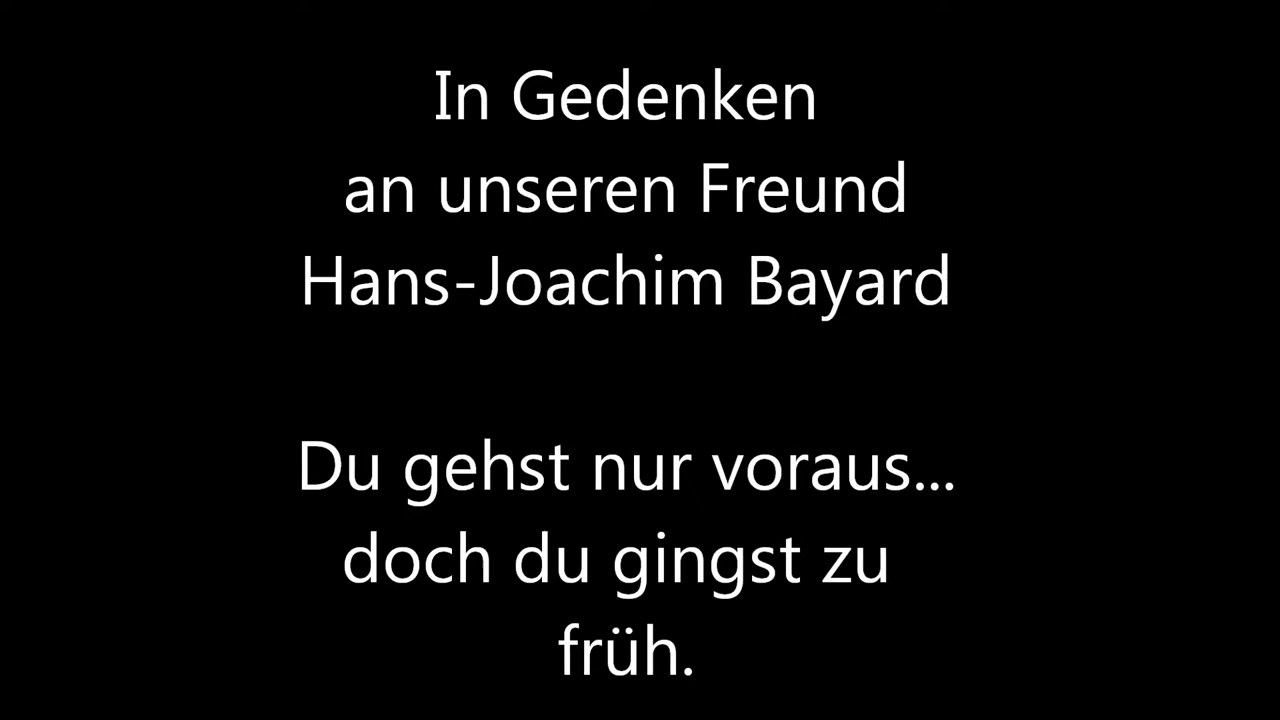 In Gedenken
an unseren Freund
Hans-Joachim Bayard
Du gehst nur voraus...
doch du gingst zu
früh.